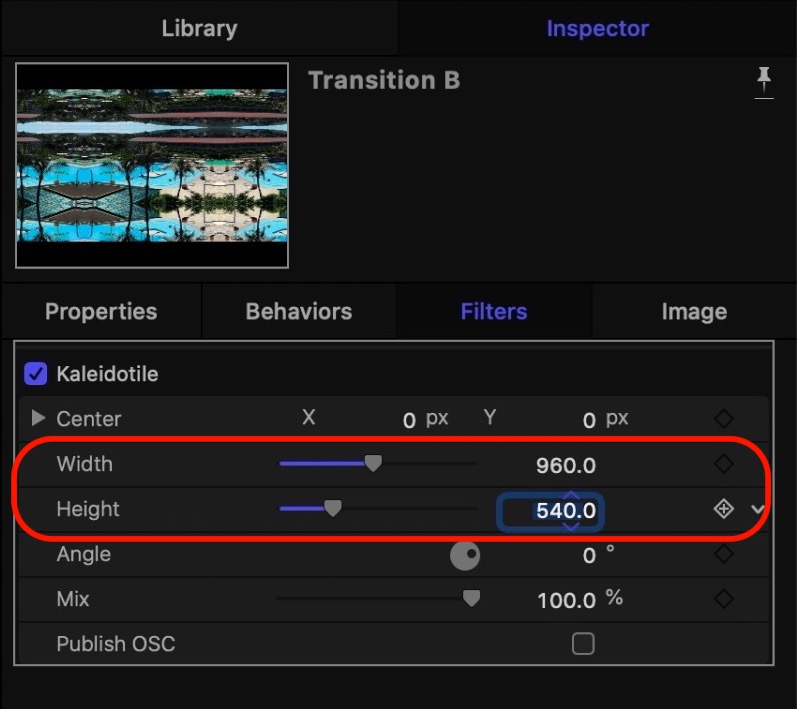 Library Inspector
Transition B
Properties Behaviors Filters Image
Kaleidotile
Center X 0 px Y 0 px
Width 960.0
Height 540.0
Angle 0 °
Mix 100.0 %
Publish OSC